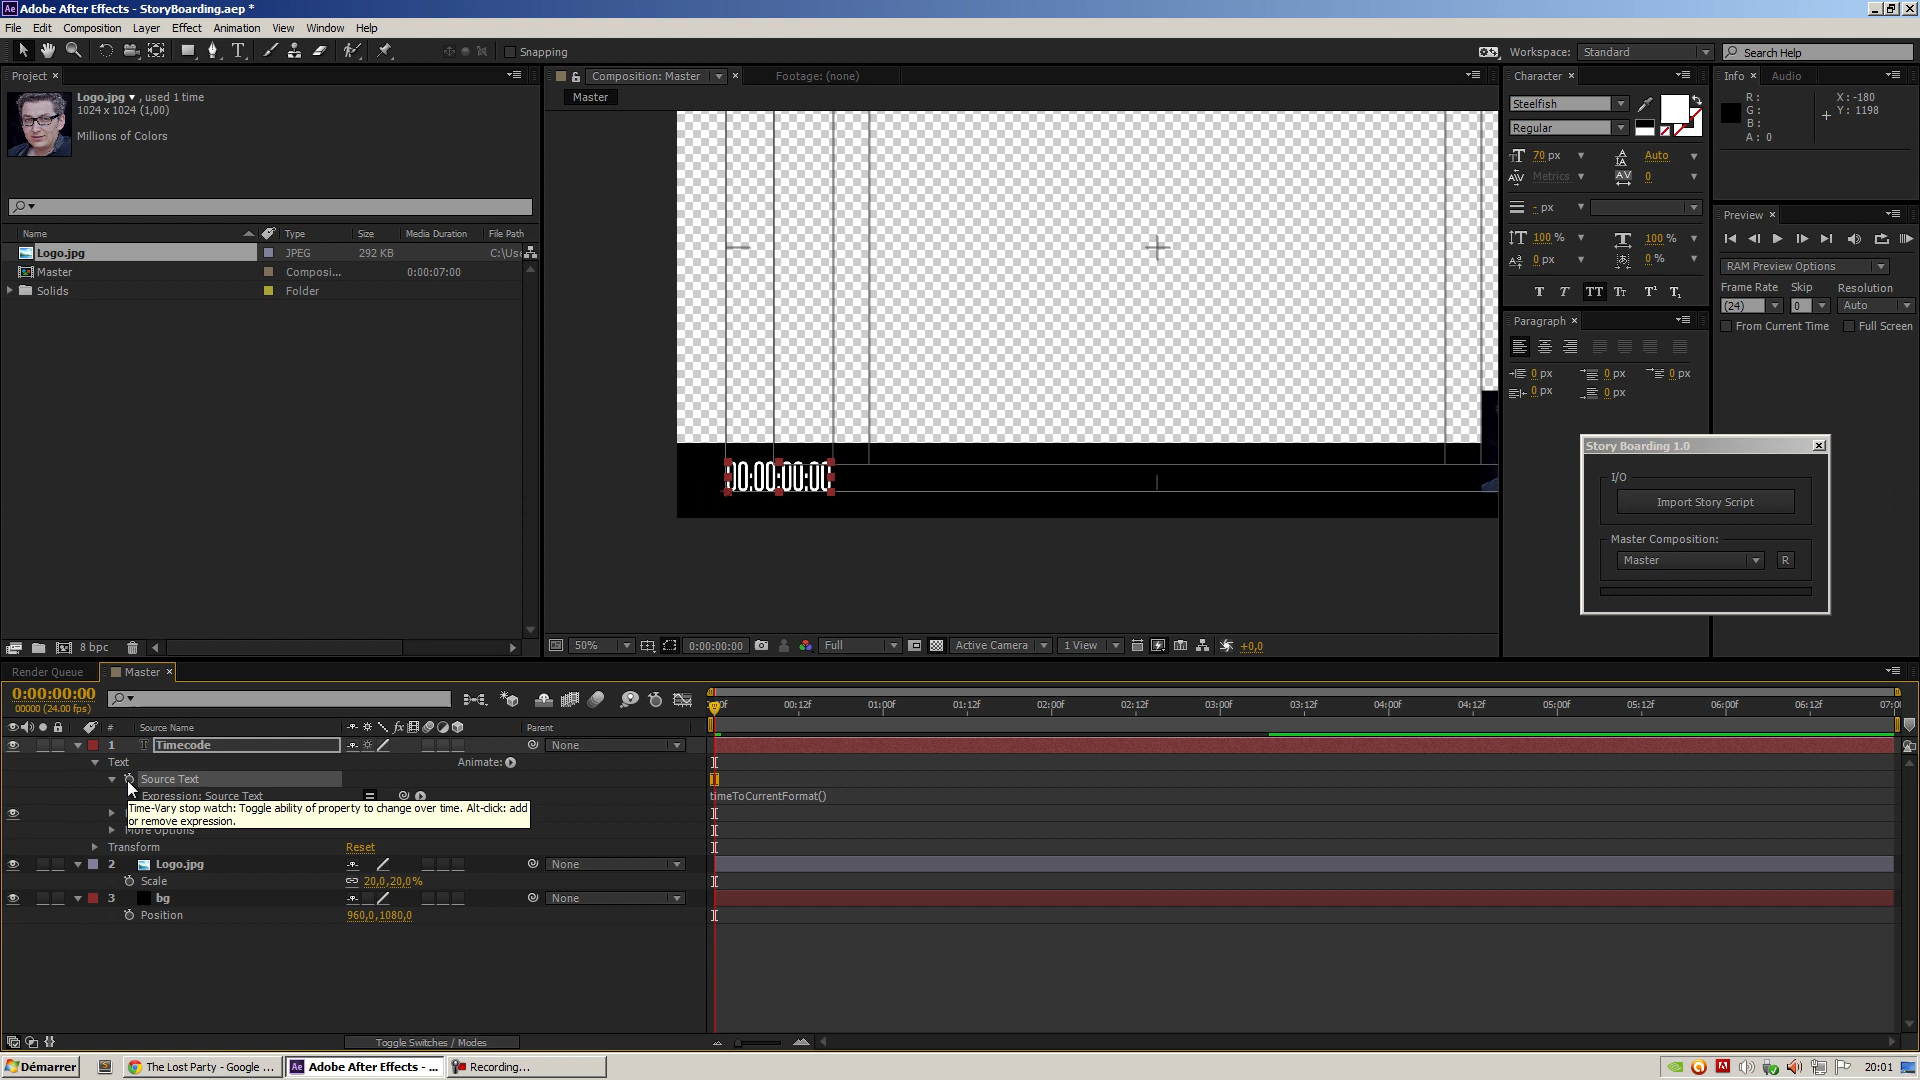 Adobe After Effects - StoryBoarding.aep *
File Edit Composition Layer Effect Animation View Window Help
Snapping
Workspace: Standard
Search Help
Project
Logo.jpg ▼, used 1 time
1024 x 1024 (1,00)
Millions of Colors
Name Type Size Media Duration File Path
Logo.jpg JPEG 292 KB C:\Us
Master Composi... 0:00:07:00
Solids Folder
8 bpc
Composition: Master
Footage: (none)
Master
00:00:00:00
50% 0:00:00:00 Full Active Camera 1 View +0,0
Character
Steelfish
Regular
70 px Auto
Metrics 0
- px
100 % 100 %
0 px 0 %
Paragraph
0 px 0 px 0 px
0 px 0 px
Info Audio
R : X: -180
G : Y: 1198
B :
A : 0
Preview
RAM Preview Options
Frame Rate Skip Resolution
(24) 0 Auto
From Current Time Full Screen
Story Boarding 1.0
I/O
Import Story Script
Master Composition:
Master R
Render Queue Master
0:00:00:00
00000 (24.00 fps)
# Source Name Parent
00:12f 01:00f 01:12f 02:00f 02:12f 03:00f 03:12f 04:00f 04:12f 05:00f 05:12f 06:00f 06:12f 07:00
1 Timecode None
Text Animate:
Source Text
Expression: Source Text timeToCurrentFormat()
Time-Vary stop watch: Toggle ability of property to change over time. Alt-click: add
or remove expression.
More Options
Transform Reset
2 Logo.jpg None
Scale 20,0,20,0%
3 bg None
Position 960,0,1080,0
Toggle Switches / Modes
Démarrer
The Lost Party - Google ...
Adobe After Effects - ...
Recording...
20:01